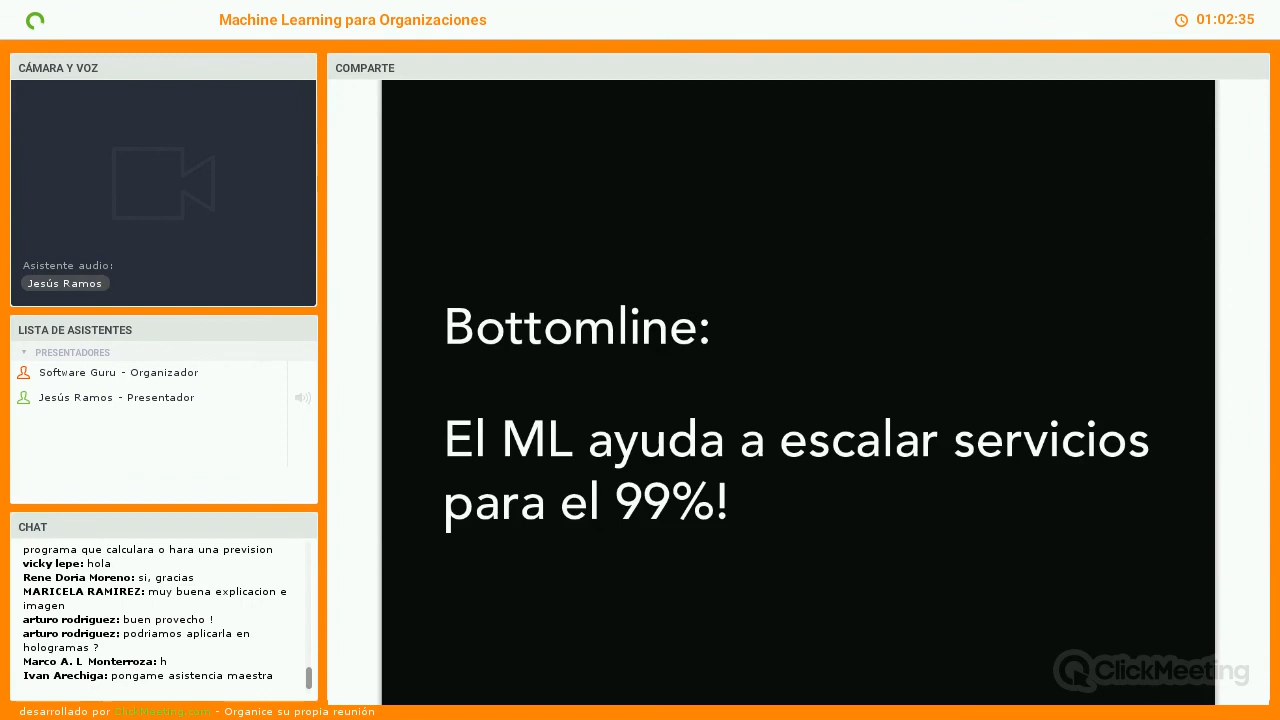 Machine Learning para Organizaciones
01:02:35
CÁMARA Y VOZ
Asistente audio:
Jesús Ramos
LISTA DE ASISTENTES
PRESENTADORES
Software Guru - Organizador
Jesús Ramos - Presentador
CHAT
programa que calculara o hara una prevision
vicky lepe: hola
Rene Doria Moreno: si, gracias
MARICELA RAMIREZ: muy buena explicacion e
imagen
arturo rodriguez: buen provecho !
arturo rodriguez: podriamos aplicarla en
hologramas ?
Marco A. L Monterroza: h
Ivan Arechiga: pongame asistencia maestra
desarrollado por ClickMeeting.com - Organice su propia reunión
COMPARTE
Bottomline:
El ML ayuda a escalar servicios
para el 99%!
ClickMeeting